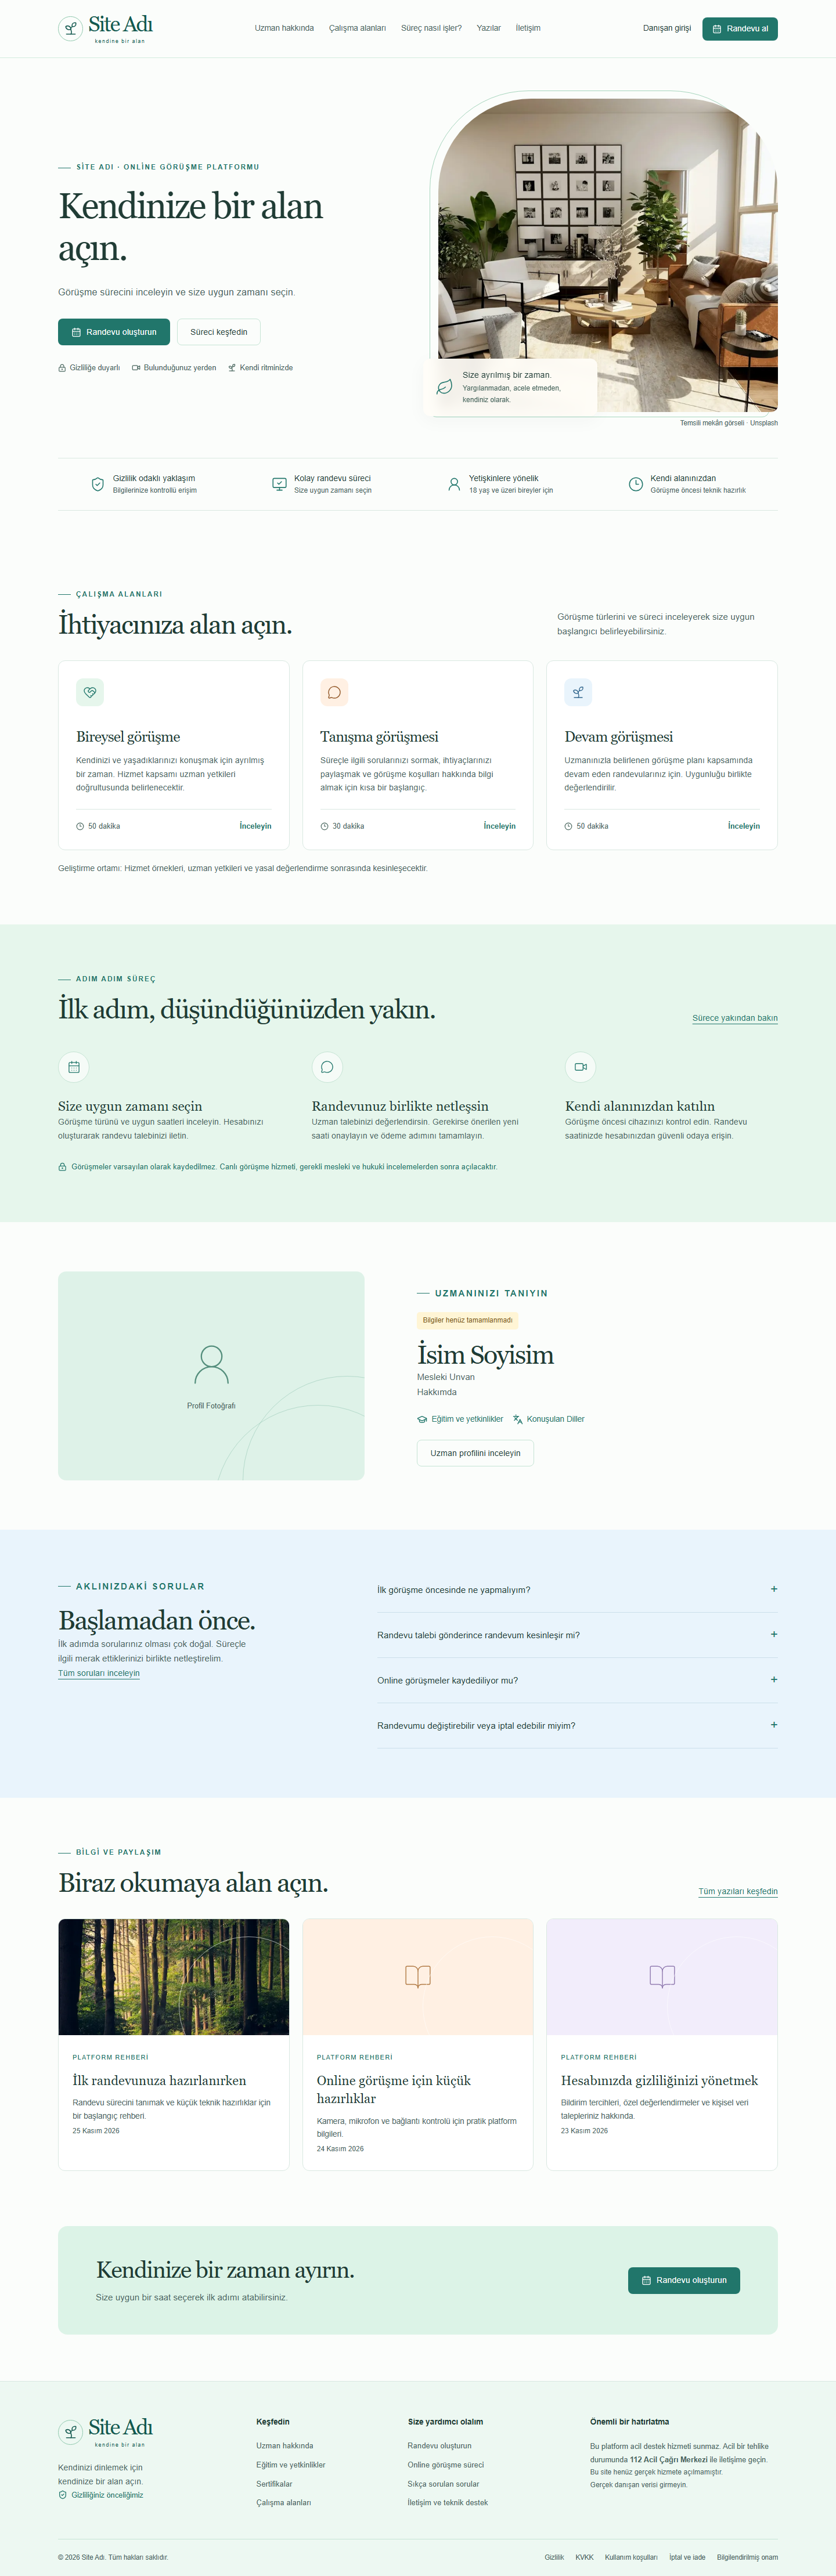 Site Adı
kendine bir alan
Uzman hakkında
Çalışma alanları
Süreç nasıl işler?
Yazılar
İletişim
Danışan girişi
Randevu al
SİTE ADI · ONLİNE GÖRÜŞME PLATFORMU
Kendinize bir alan
açın.
Görüşme sürecini inceleyin ve size uygun zamanı seçin.
Randevu oluşturun
Süreci keşfedin
Gizliliğe duyarlı
Bulunduğunuz yerden
Kendi ritminizde
Size ayrılmış bir zaman.
Yargılanmadan, acele etmeden,
kendiniz olarak.
Temsili mekân görseli · Unsplash
Gizlilik odaklı yaklaşım
Bilgilerinize kontrollü erişim
Kolay randevu süreci
Size uygun zamanı seçin
Yetişkinlere yönelik
18 yaş ve üzeri bireyler için
Kendi alanınızdan
Görüşme öncesi teknik hazırlık
ÇALIŞMA ALANLARI
İhtiyacınıza alan açın.
Görüşme türlerini ve süreci inceleyerek size uygun
başlangıcı belirleyebilirsiniz.
Bireysel görüşme
Kendinizi ve yaşadıklarınızı konuşmak için ayrılmış
bir zaman. Hizmet kapsamı uzman yetkileri
doğrultusunda belirlenecektir.
50 dakika
İnceleyin
Tanışma görüşmesi
Süreçle ilgili sorularınızı sormak, ihtiyaçlarınızı
paylaşmak ve görüşme koşulları hakkında bilgi
almak için kısa bir başlangıç.
30 dakika
İnceleyin
Devam görüşmesi
Uzmanınızla belirlenen görüşme planı kapsamında
devam eden randevularınız için. Uygunluğu birlikte
değerlendirilir.
50 dakika
İnceleyin
Geliştirme ortamı: Hizmet örnekleri, uzman yetkileri ve yasal değerlendirme sonrasında kesinleşecektir.
ADIM ADIM SÜREÇ
İlk adım, düşündüğünüzden yakın.
Sürece yakından bakın
Size uygun zamanı seçin
Görüşme türünü ve uygun saatleri inceleyin. Hesabınızı
oluşturarak randevu talebinizi iletin.
Randevunuz birlikte netleşsin
Uzman talebinizi değerlendirsin. Gerekirse önerilen yeni
saati onaylayın ve ödeme adımını tamamlayın.
Kendi alanınızdan katılın
Görüşme öncesi cihazınızı kontrol edin. Randevu
saatinizde hesabınızdan güvenli odaya erişin.
Görüşmeler varsayılan olarak kaydedilmez. Canlı görüşme hizmeti, gerekli mesleki ve hukuki incelemelerden sonra açılacaktır.
Profil Fotoğrafı
UZMANINIZI TANIYIN
Bilgiler henüz tamamlanmadı
İsim Soyisim
Mesleki Unvan
Hakkımda
Eğitim ve yetkinlikler
Konuşulan Diller
Uzman profilini inceleyin
AKLINIZDAKİ SORULAR
Başlamadan önce.
İlk adımda sorularınız olması çok doğal. Süreçle
ilgili merak ettiklerinizi birlikte netleştirelim.
Tüm soruları inceleyin
İlk görüşme öncesinde ne yapmalıyım?
+
Randevu talebi gönderince randevum kesinleşir mi?
+
Online görüşmeler kaydediliyor mu?
+
Randevumu değiştirebilir veya iptal edebilir miyim?
+
BİLGİ VE PAYLAŞIM
Biraz okumaya alan açın.
Tüm yazıları keşfedin
PLATFORM REHBERİ
İlk randevunuza hazırlanırken
Randevu sürecini tanımak ve küçük teknik hazırlıklar için
bir başlangıç rehberi.
25 Kasım 2026
PLATFORM REHBERİ
Online görüşme için küçük
hazırlıklar
Kamera, mikrofon ve bağlantı kontrolü için pratik platform
bilgileri.
24 Kasım 2026
PLATFORM REHBERİ
Hesabınızda gizliliğinizi yönetmek
Bildirim tercihleri, özel değerlendirmeler ve kişisel veri
talepleriniz hakkında.
23 Kasım 2026
Kendinize bir zaman ayırın.
Size uygun bir saat seçerek ilk adımı atabilirsiniz.
Randevu oluşturun
Site Adı
kendine bir alan
Kendinizi dinlemek için
kendinize bir alan açın.
Gizliliğiniz önceliğimiz
Keşfedin
Uzman hakkında
Eğitim ve yetkinlikler
Sertifikalar
Çalışma alanları
Size yardımcı olalım
Randevu oluşturun
Online görüşme süreci
Sıkça sorulan sorular
İletişim ve teknik destek
Önemli bir hatırlatma
Bu platform acil destek hizmeti sunmaz. Acil bir tehlike
durumunda 112 Acil Çağrı Merkezi ile iletişime geçin.
Bu site henüz gerçek hizmete açılmamıştır.
Gerçek danışan verisi girmeyin.
© 2026 Site Adı. Tüm hakları saklıdır.
Gizlilik
KVKK
Kullanım koşulları
İptal ve iade
Bilgilendirilmiş onam